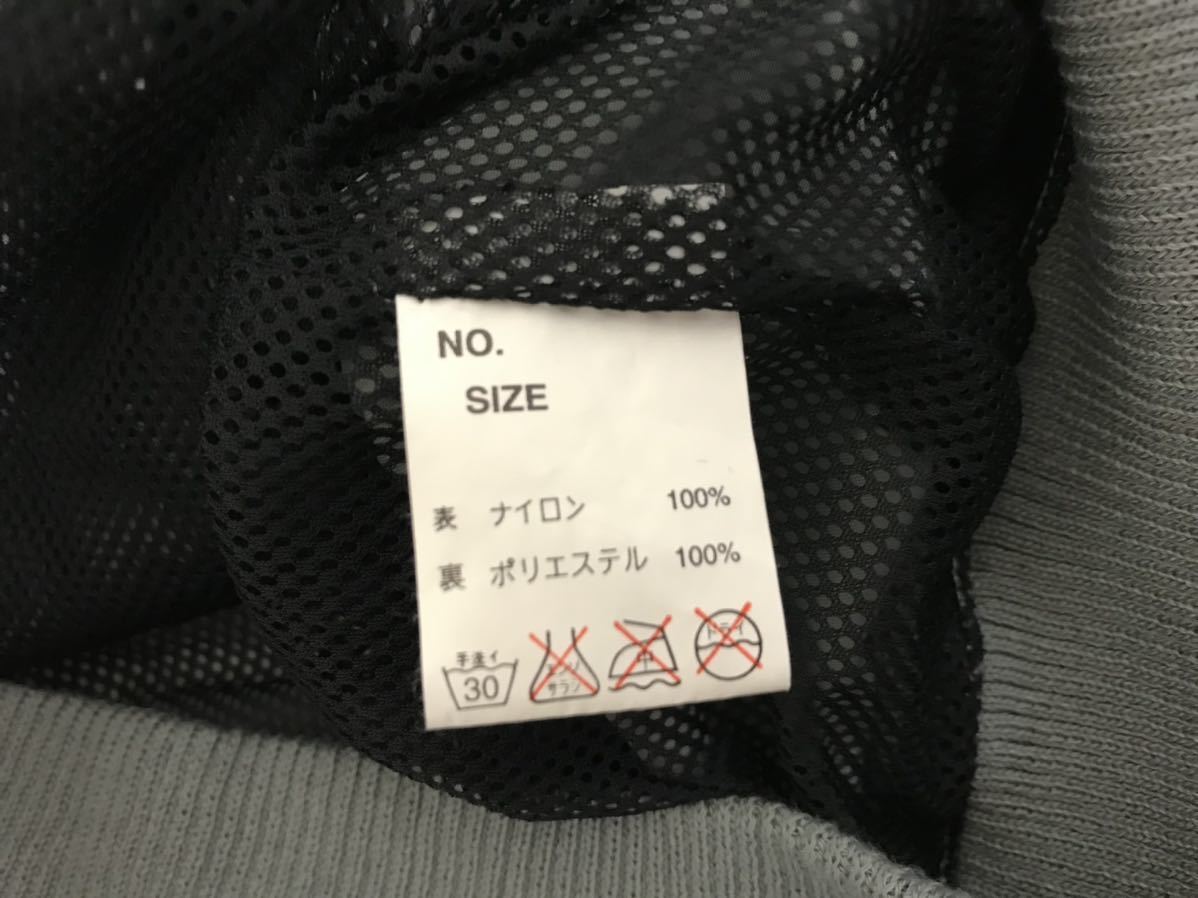 NO.
SIZE
表 ナイロン 100%
裏 ポリエステル 100%
手洗イ
30
エンソ
サラシ
中
ドライ